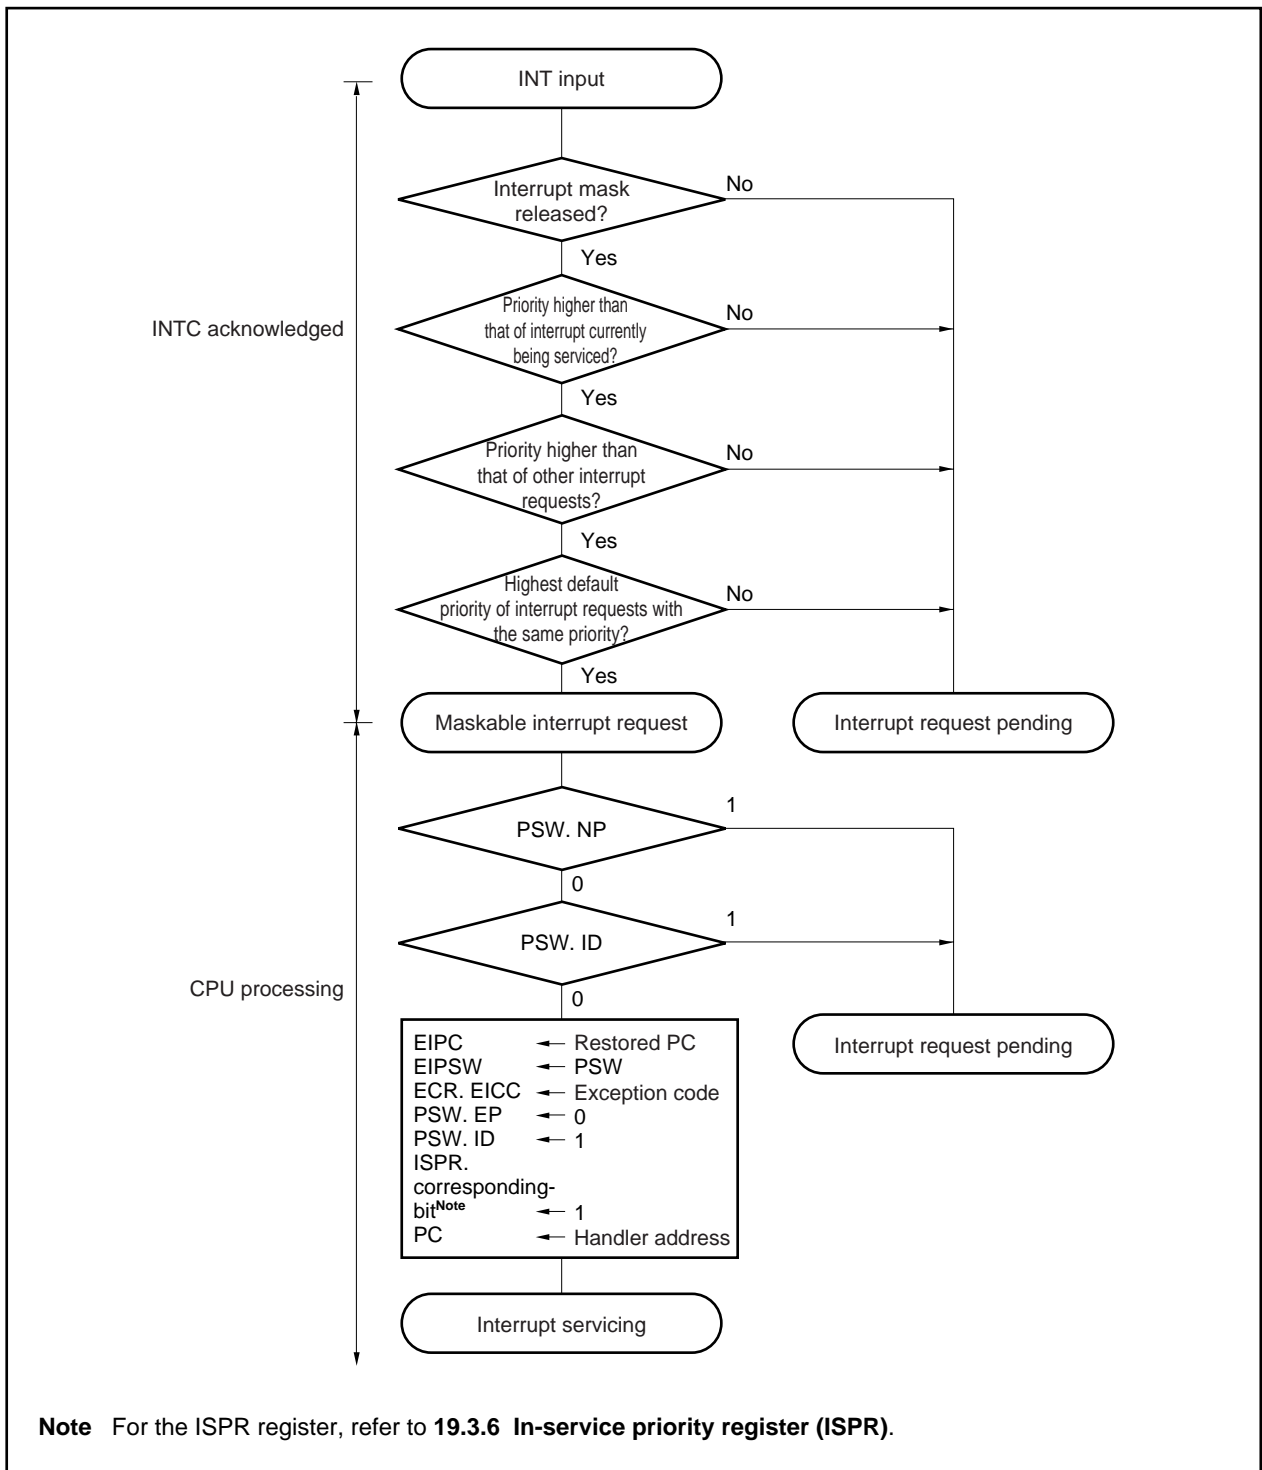 INT input
Interrupt mask
released?
No
Yes
Priority higher than
that of interrupt currently
being serviced?
No
INTC acknowledged
Yes
Priority higher than
that of other interrupt
requests?
No
Yes
Highest default
priority of interrupt requests with
the same priority?
No
Yes
Maskable interrupt request
Interrupt request pending
PSW. NP
1
0
PSW. ID
1
CPU processing
0
EIPC ← Restored PC
EIPSW ← PSW
ECR. EICC ← Exception code
PSW. EP ← 0
PSW. ID ← 1
ISPR.
corresponding-
bitNote ← 1
PC ← Handler address
Interrupt request pending
Interrupt servicing
Note For the ISPR register, refer to 19.3.6 In-service priority register (ISPR).